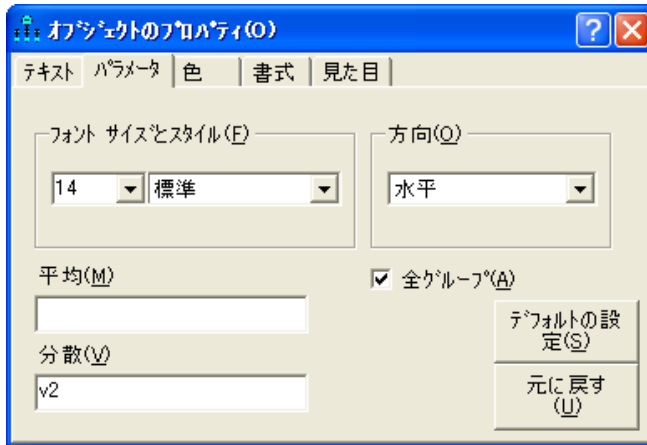 オブジェクトのプロパティ(O)
テキスト パラメータ 色 書式 見た目
フォント サイズとスタイル(F)
方向(O)
14 標準
水平
平均(M)
全グループ(A)
デフォルトの設
定(S)
分散(V)
v2
元に戻す
(U)